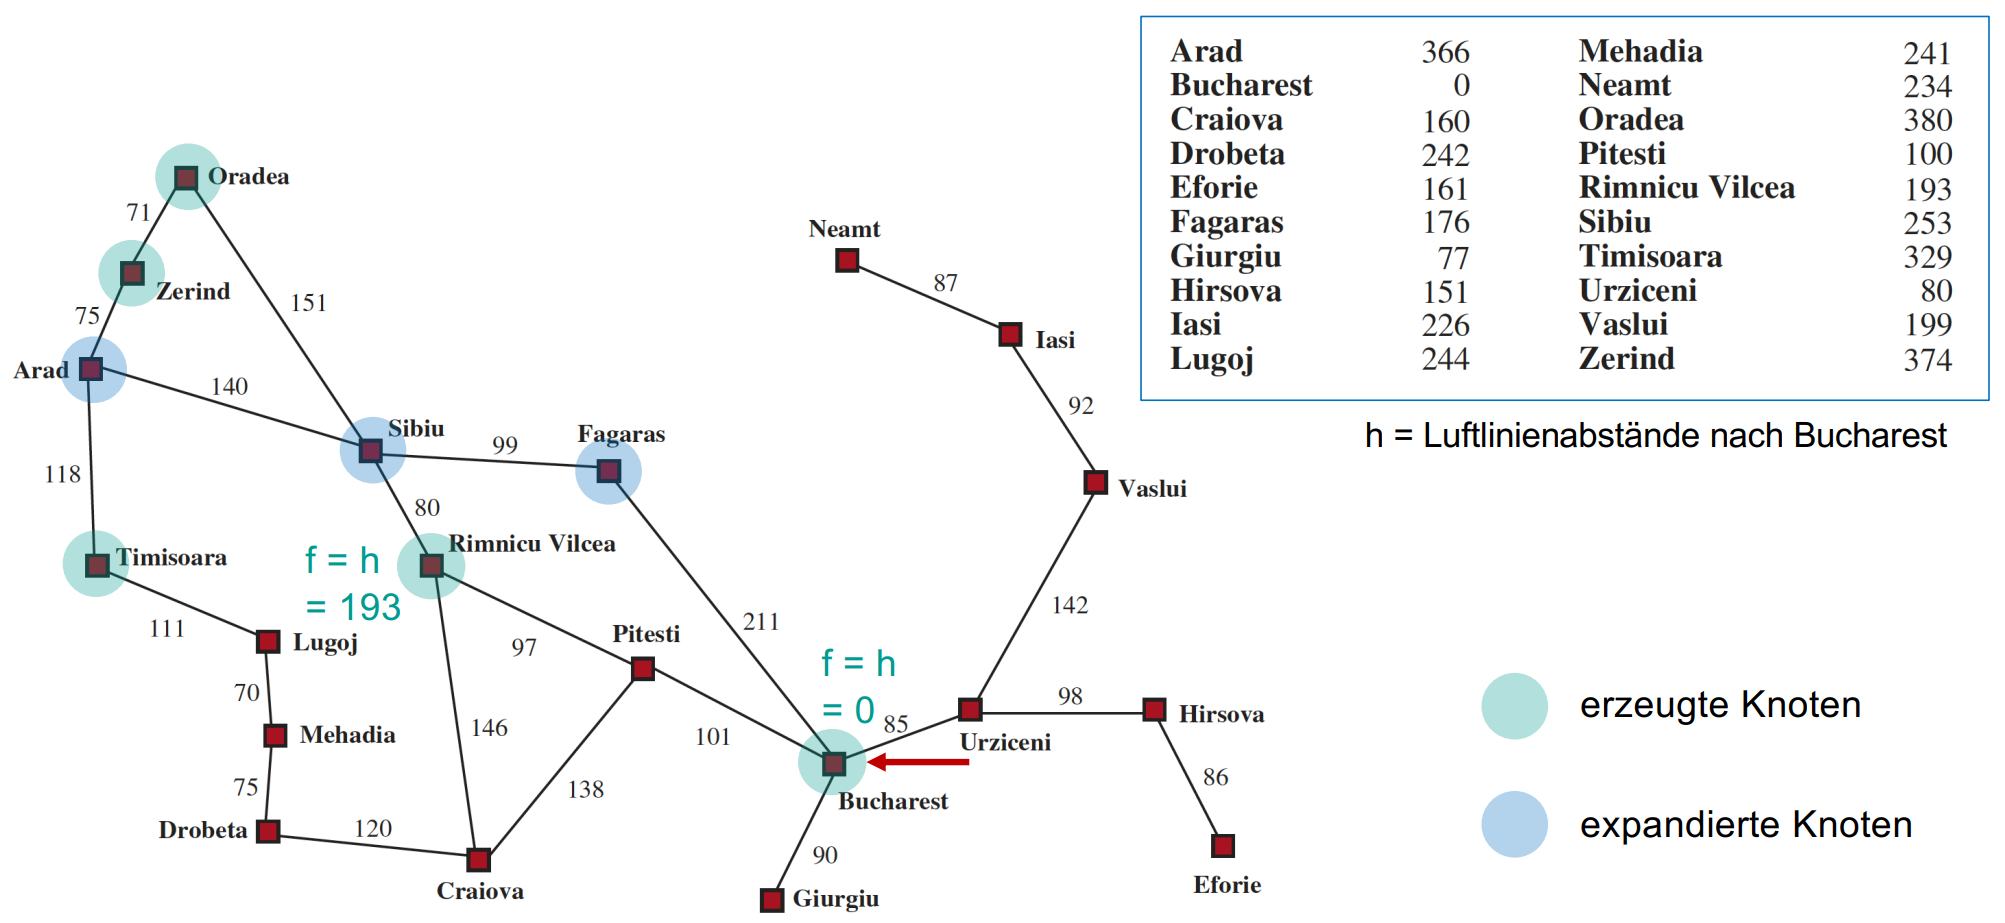 Arad 366 Mehadia 241
Bucharest 0 Neamt 234
Craiova 160 Oradea 380
Drobeta 242 Pitesti 100
Eforie 161 Rimnicu Vilcea 193
Fagaras 176 Sibiu 253
Giurgiu 77 Timisoara 329
Hirsova 151 Urziceni 80
Iasi 226 Vaslui 199
Lugoj 244 Zerind 374
h = Luftlinienabstände nach Bucharest
Oradea
71
Neamt
Zerind
87
151
75
Iasi
Arad
140
92
Sibiu
99
Fagaras
118
Vaslui
80
Rimnicu Vilcea
Timisoara
f = h
= 193
142
111
211
Lugoj
97
Pitesti
f = h
= 0
70
85
98
Mehadia
146
101
Urziceni
Hirsova
75
138
86
Bucharest
Drobeta
120
90
Craiova
Giurgiu
Eforie
erzeugte Knoten
expandierte Knoten